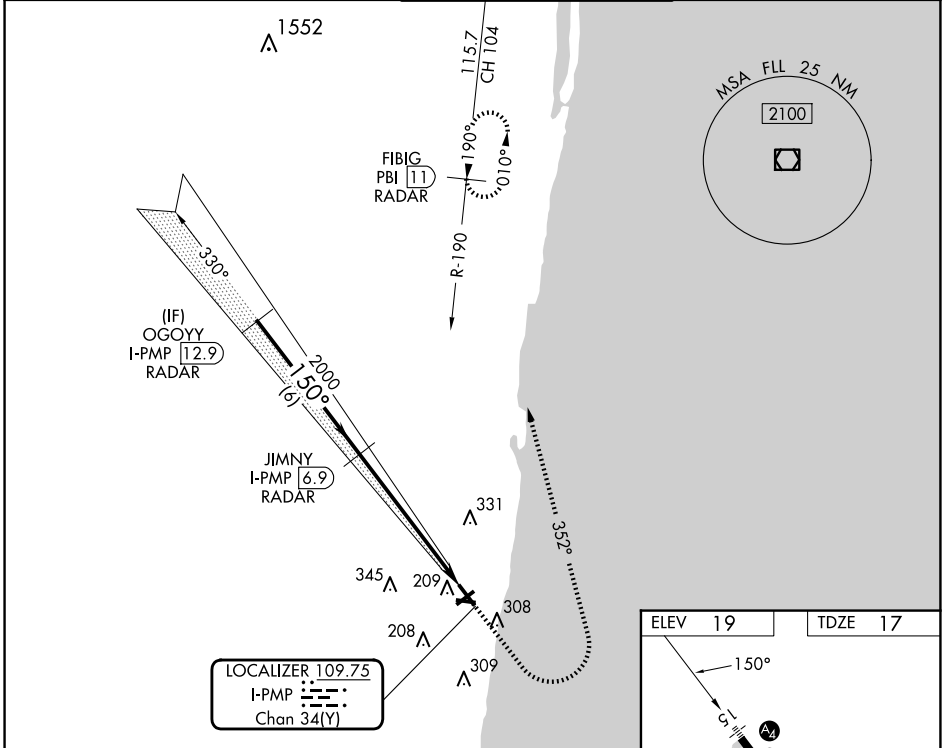 1552
115.7
CH 104
190°
010°
FIBIG
PBI 11
RADAR
R-190
MSA FLL 25 NM
2100
330°
(IF)
OGOYY
I-PMP 12.9
RADAR
2000
150°
(6)
JIMNY
I-PMP 6.9
RADAR
331
352°
345
209
308
208
309
LOCALIZER 109.75
I-PMP
Chan 34(Y)
ELEV 19
TDZE 17
150°
15
A4